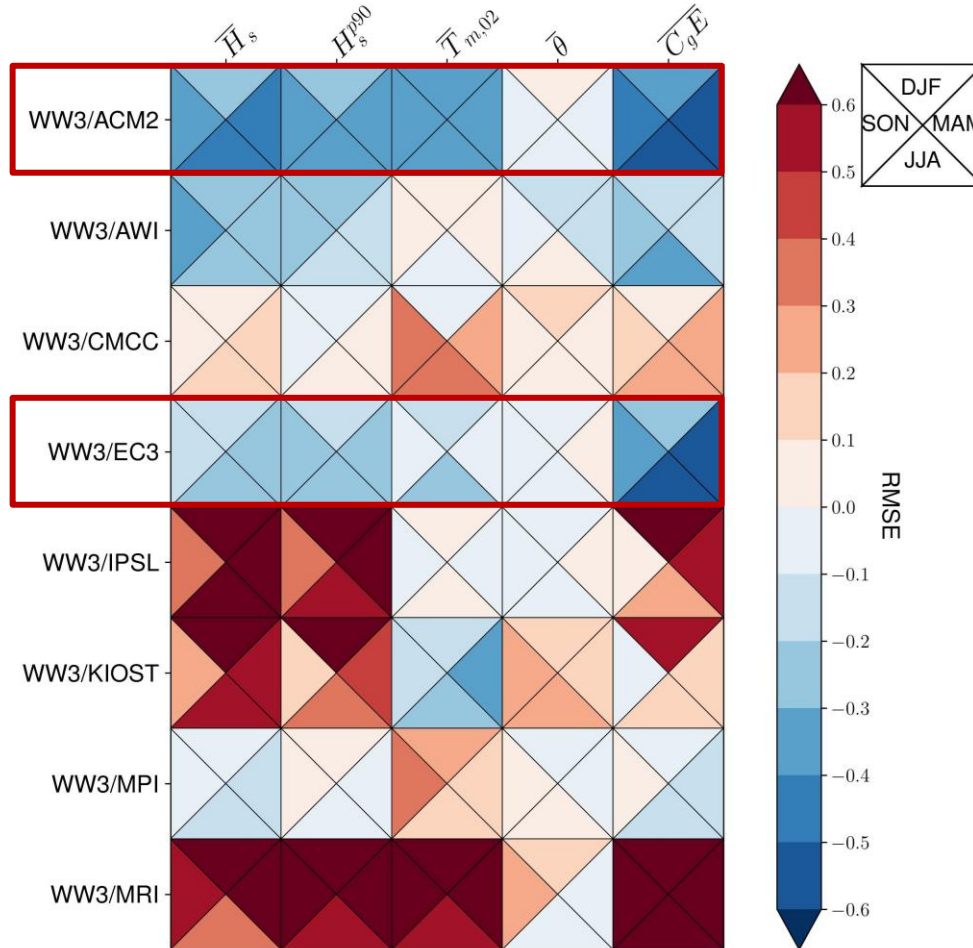 H̅ₛ H_s^{p90} T̅_{m,02} θ̅ C̅_g̅E̅
WW3/ACM2
WW3/AWI
WW3/CMCC
WW3/EC3
WW3/IPSL
WW3/KIOST
WW3/MPI
WW3/MRI
0.6
0.5
0.4
0.3
0.2
0.1
0.0
−0.1
−0.2
−0.3
−0.4
−0.5
−0.6
RMSE
DJF
SON MAM
JJA